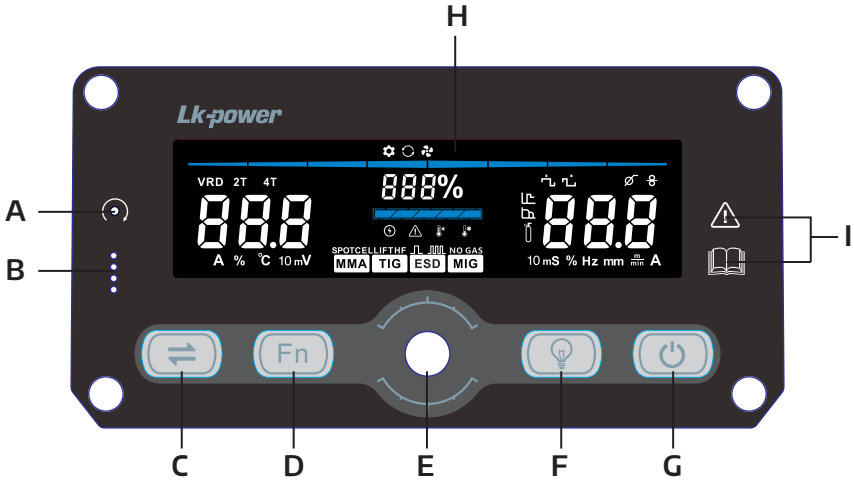 H
Lk-power
VRD 2T 4T
888%
A
88.8
88.8
I
B
A % °C 10 mV
SPOT CELL LIFT HF NO GAS
MMA TIG ESD MIG
10 mS % Hz mm m/min A
Fn
C D E F G